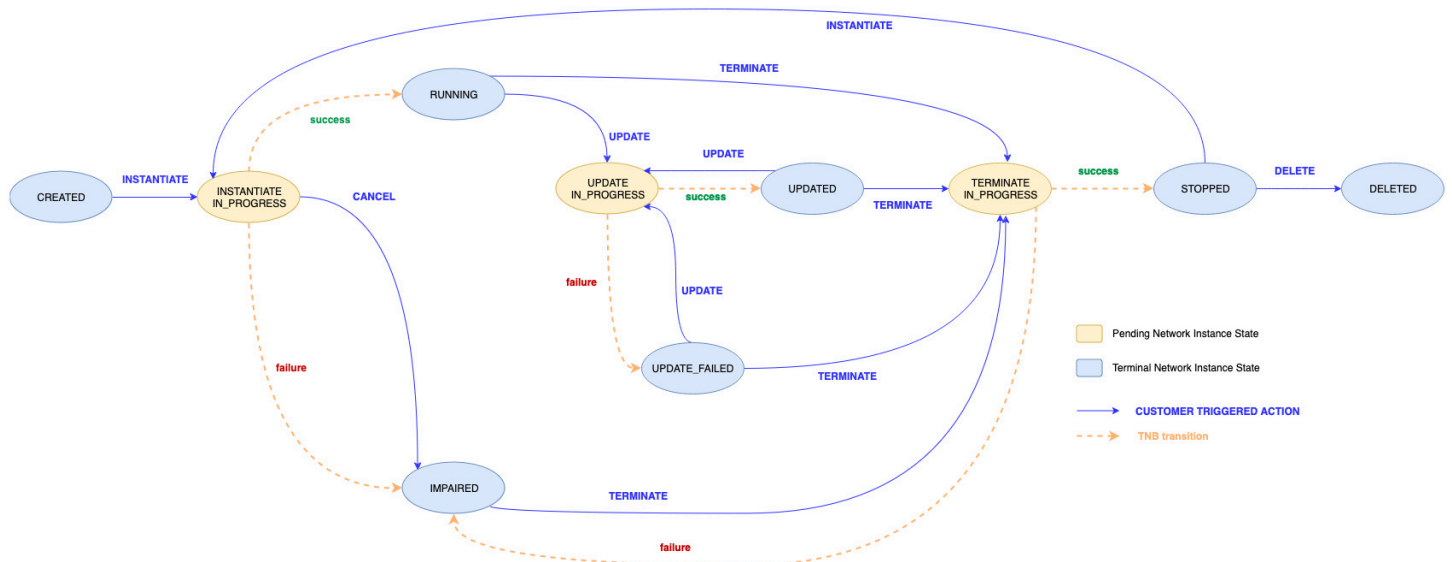 INSTANTIATE
TERMINATE
RUNNING
success
UPDATE
UPDATE
CREATED
INSTANTIATE
INSTANTIATE
IN_PROGRESS
CANCEL
UPDATE
IN_PROGRESS
success
UPDATED
TERMINATE
TERMINATE
IN_PROGRESS
success
STOPPED
DELETE
DELETED
failure
UPDATE
UPDATE_FAILED
TERMINATE
failure
IMPAIRED
TERMINATE
failure
Pending Network Instance State
Terminal Network Instance State
CUSTOMER TRIGGERED ACTION
TNB transition